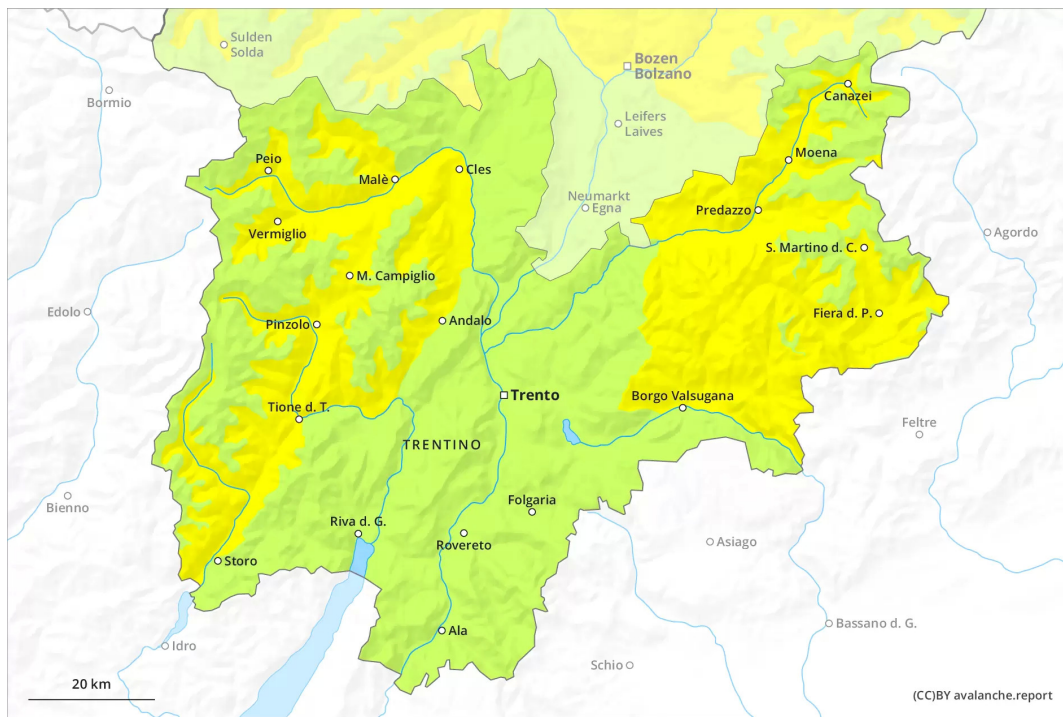 Sulden
Solda
Bozen
Bolzano
Bormio
Canazei
Leifers
Laives
Peio
Malè
Cles
Moena
Neumarkt
Egna
Predazzo
Vermiglio
Agordo
S. Martino d. C.
M. Campiglio
Edolo
Pinzolo
Andalo
Fiera d. P.
Trento
Borgo Valsugana
Tione d. T.
Feltre
TRENTINO
Bienno
Folgaria
Riva d. G.
Rovereto
Asiago
Storo
Ala
Bassano d. G.
Idro
Schio
20 km
(CC)BY avalanche.report